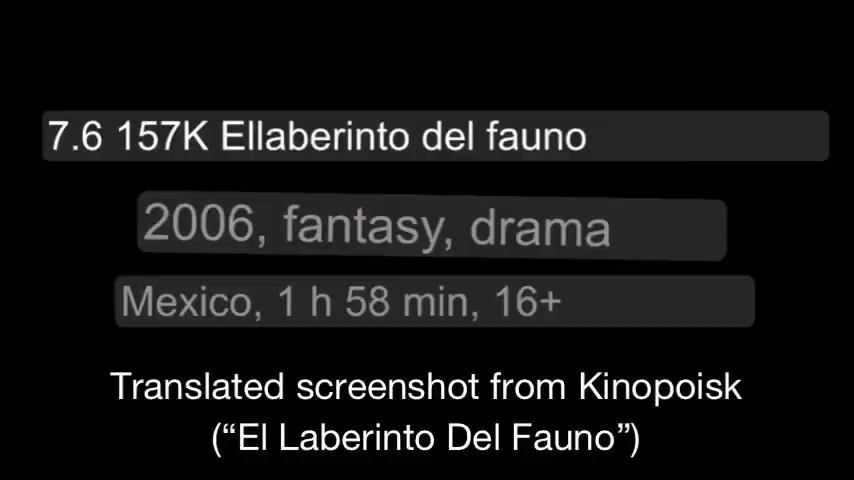 7.6 157K Ellaberinto del fauno
2006, fantasy, drama
Mexico, 1 h 58 min, 16+
Translated screenshot from Kinopoisk
(“El Laberinto Del Fauno”)